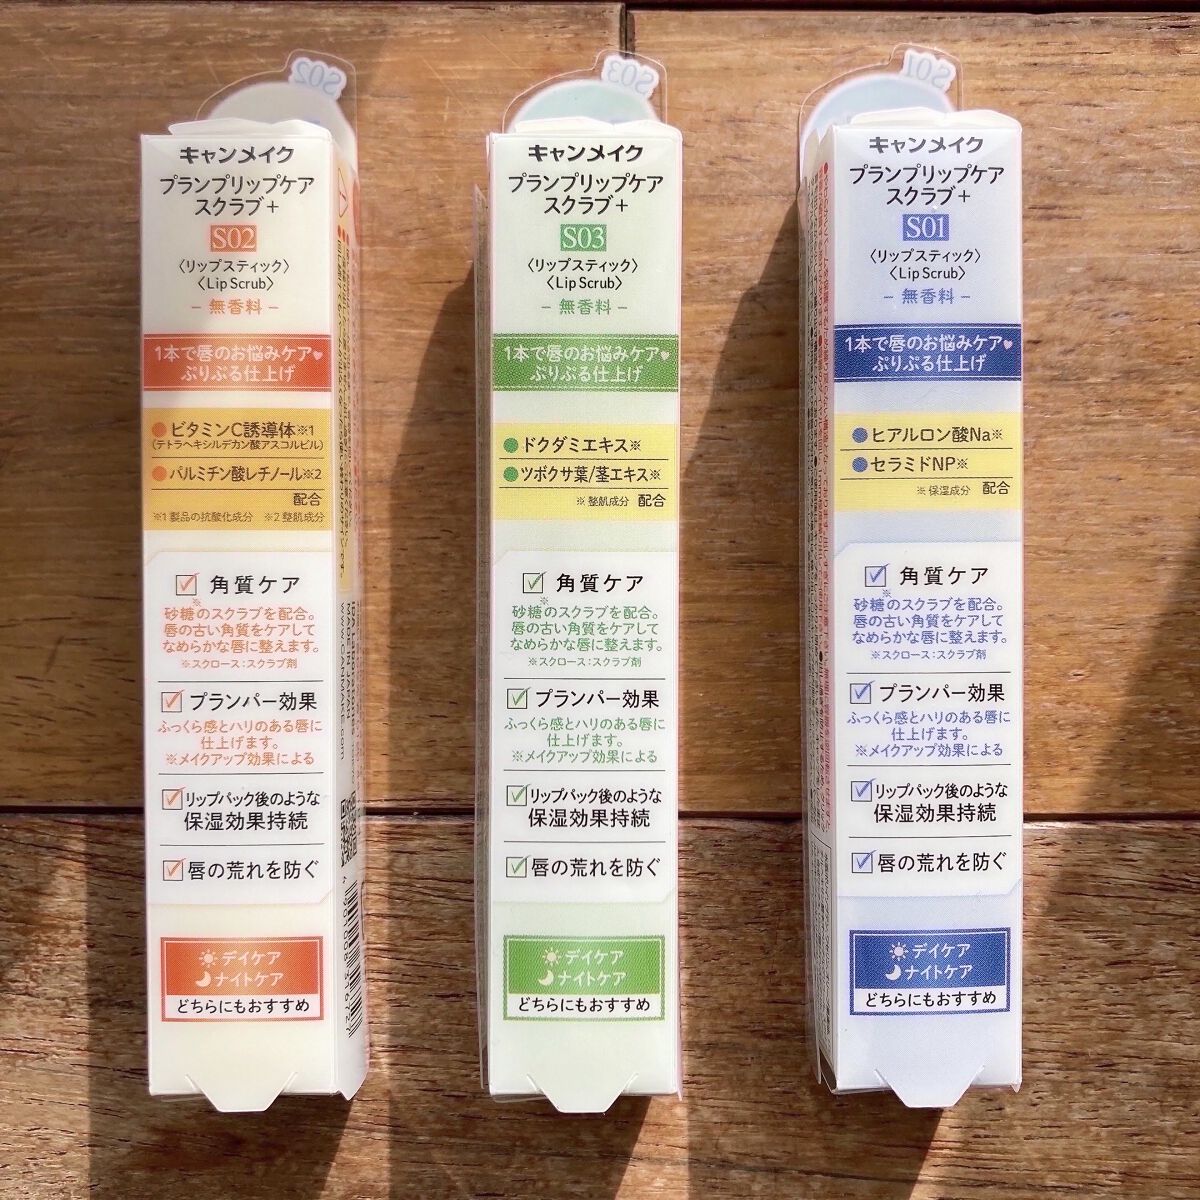 S02
キャンメイク
プランプリップケア
スクラブ+
S02
〈リップスティック〉
〈Lip Scrub〉
- 無香料 -
1本で唇のお悩みケア♥
ぷりぷる仕上げ
● ビタミンC誘導体※1
(テトラヘキシルデカン酸アスコルビル)
● パルミチン酸レチノール※2
配合
※1 製品の抗酸化成分 ※2 整肌成分
角質ケア
※
砂糖のスクラブを配合。
唇の古い角質をケアして
なめらかな唇に整えます。
※スクロース:スクラブ剤
プランパー効果
ふっくら感とハリのある唇に
仕上げます。
※メイクアップ効果による
リップパック後のような
保湿効果持続
唇の荒れを防ぐ
デイケア
ナイトケア
どちらにもおすすめ
MADE IN JAPAN
S03
キャンメイク
プランプリップケア
スクラブ+
S03
〈リップスティック〉
〈Lip Scrub〉
- 無香料 -
1本で唇のお悩みケア♥
ぷりぷる仕上げ
● ドクダミエキス※
● ツボクサ葉/茎エキス※
※ 整肌成分 配合
角質ケア
※
砂糖のスクラブを配合。
唇の古い角質をケアして
なめらかな唇に整えます。
※スクロース:スクラブ剤
プランパー効果
ふっくら感とハリのある唇に
仕上げます。
※メイクアップ効果による
リップパック後のような
保湿効果持続
唇の荒れを防ぐ
デイケア
ナイトケア
どちらにもおすすめ
S01
キャンメイク
プランプリップケア
スクラブ+
S01
〈リップスティック〉
〈Lip Scrub〉
- 無香料 -
1本で唇のお悩みケア♥
ぷりぷる仕上げ
● ヒアルロン酸Na※
● セラミドNP※
※ 保湿成分 配合
角質ケア
※
砂糖のスクラブを配合。
唇の古い角質をケアして
なめらかな唇に整えます。
※スクロース:スクラブ剤
プランパー効果
ふっくら感とハリのある唇に
仕上げます。
※メイクアップ効果による
リップパック後のような
保湿効果持続
唇の荒れを防ぐ
デイケア
ナイトケア
どちらにもおすすめ